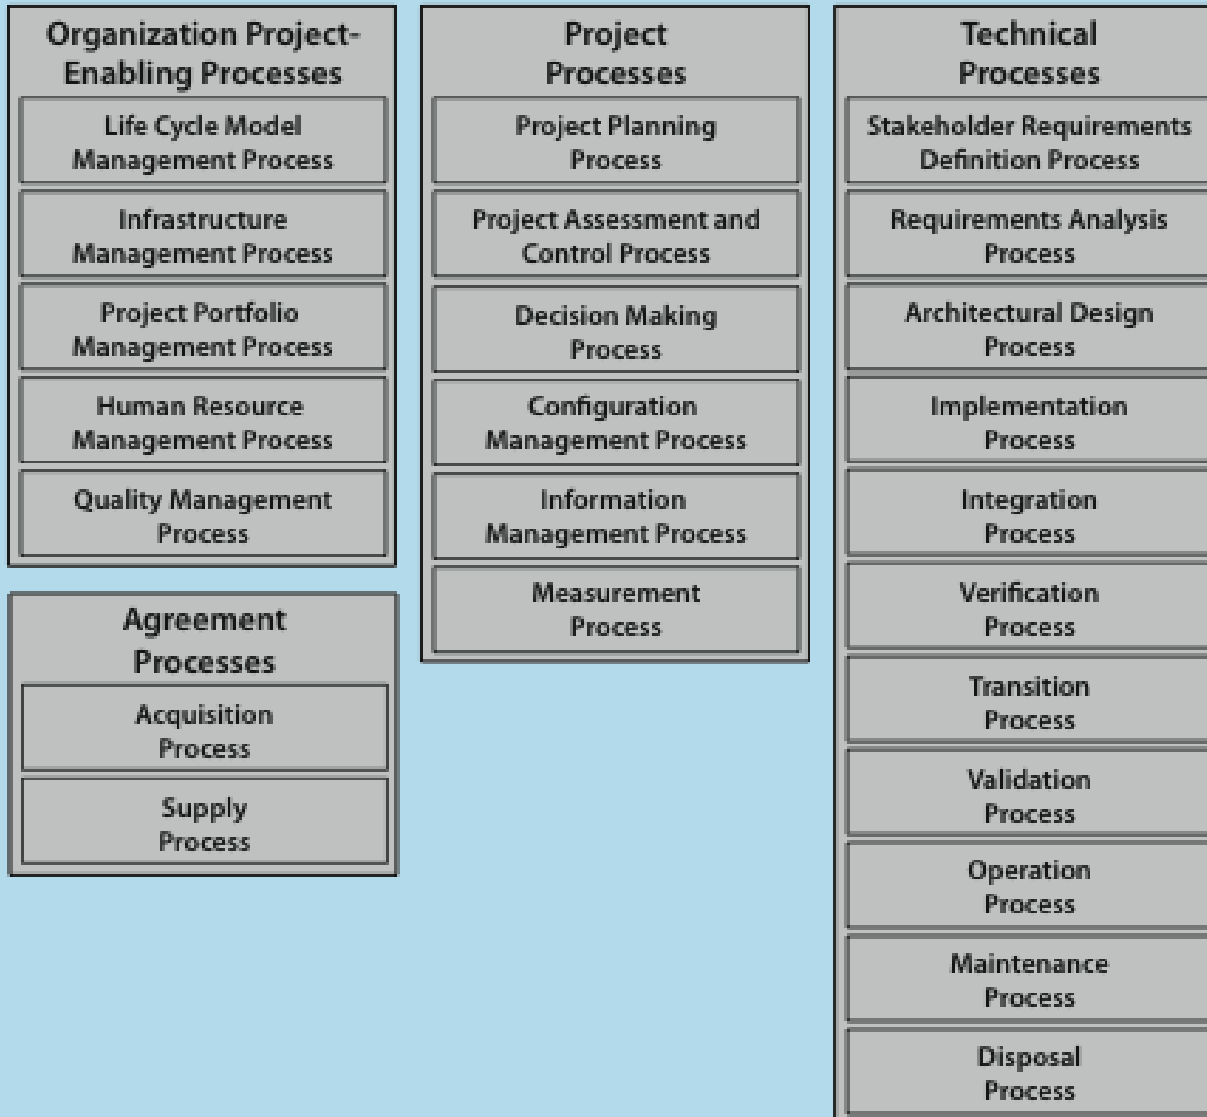 Organization Project-
Enabling Processes
Life Cycle Model
Management Process
Infrastructure
Management Process
Project Portfolio
Management Process
Human Resource
Management Process
Quality Management
Process
Agreement
Processes
Acquisition
Process
Supply
Process
Project
Processes
Project Planning
Process
Project Assessment and
Control Process
Decision Making
Process
Configuration
Management Process
Information
Management Process
Measurement
Process
Technical
Processes
Stakeholder Requirements
Definition Process
Requirements Analysis
Process
Architectural Design
Process
Implementation
Process
Integration
Process
Verification
Process
Transition
Process
Validation
Process
Operation
Process
Maintenance
Process
Disposal
Process